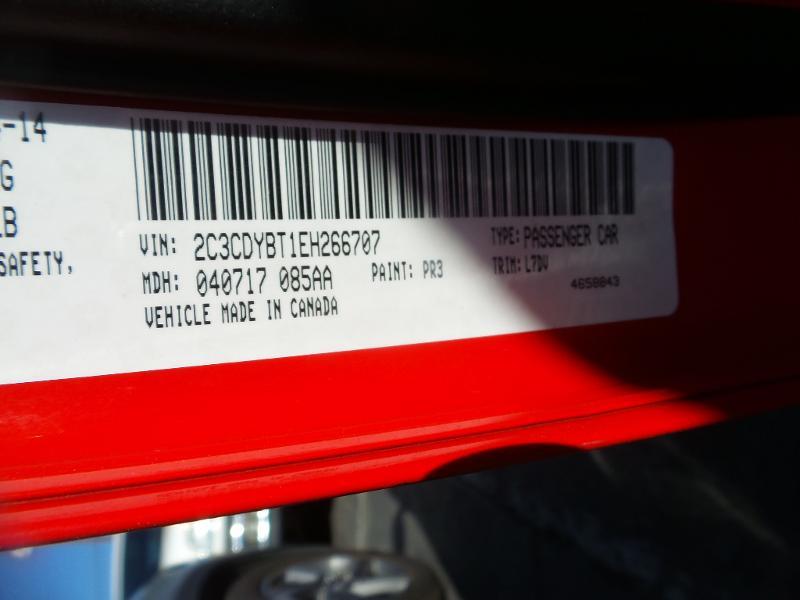 -14
G
LB
SAFETY,
VIN: 2C3CDYBT1EH266707 TYPE: PASSENGER CAR
MDH: 040717 085AA PAINT: PR3 TRIM: L7DV
VEHICLE MADE IN CANADA 4658843